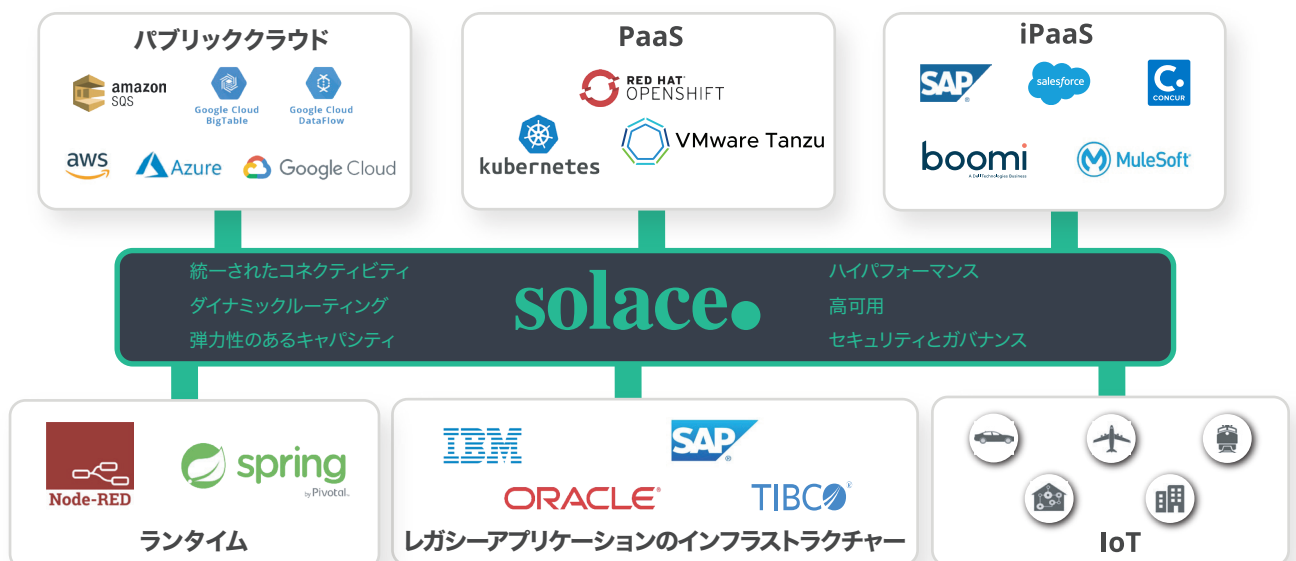 パブリッククラウド
amazon
SQS
Google Cloud
BigTable
Google Cloud
DataFlow
aws
Azure
Google Cloud
PaaS
RED HAT
OPENSHIFT
kubernetes
VMware Tanzu
iPaaS
SAP
salesforce
C.
CONCUR
boomi
A Dell Technologies Business
MuleSoft
統一されたコネクティビティ
ダイナミックルーティング
弾力性のあるキャパシティ
solace.
ハイパフォーマンス
高可用
セキュリティとガバナンス
Node-RED
spring
by Pivotal.
ランタイム
IBM
SAP
ORACLE
TIBCO
レガシーアプリケーションのインフラストラクチャー
IoT